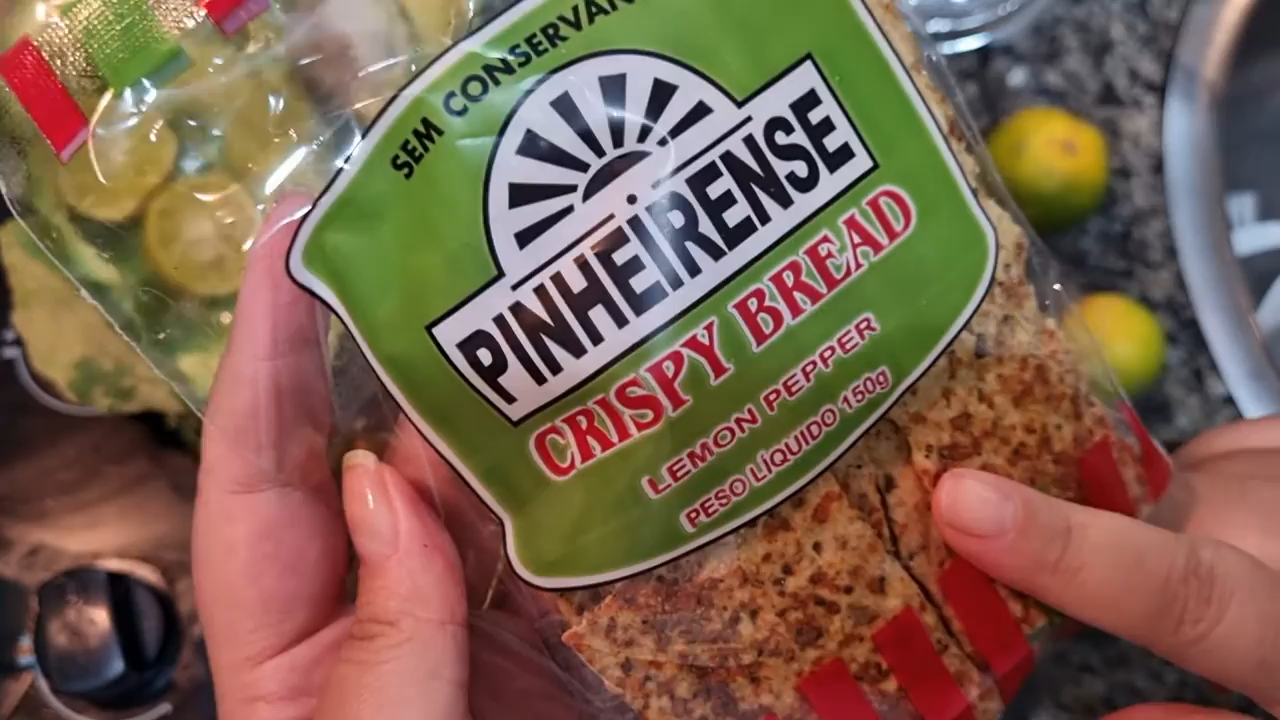 SEM CONSERVAN
PINHEIRENSE
CRISPY BREAD
LEMON PEPPER
PESO LÍQUIDO 150g